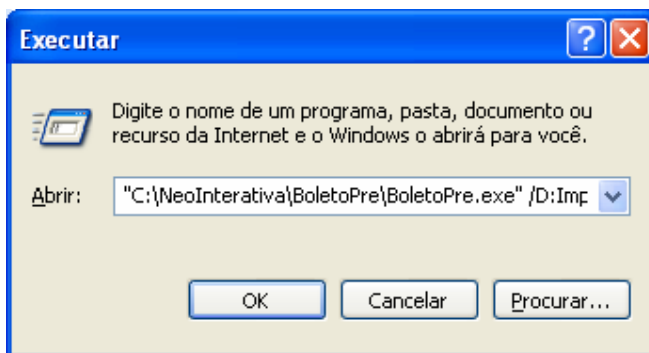 Executar
Digite o nome de um programa, pasta, documento ou
recurso da Internet e o Windows o abrirá para você.
Abrir: "C:\NeoInterativa\BoletoPre\BoletoPre.exe" /D:Imp
OK Cancelar Procurar...